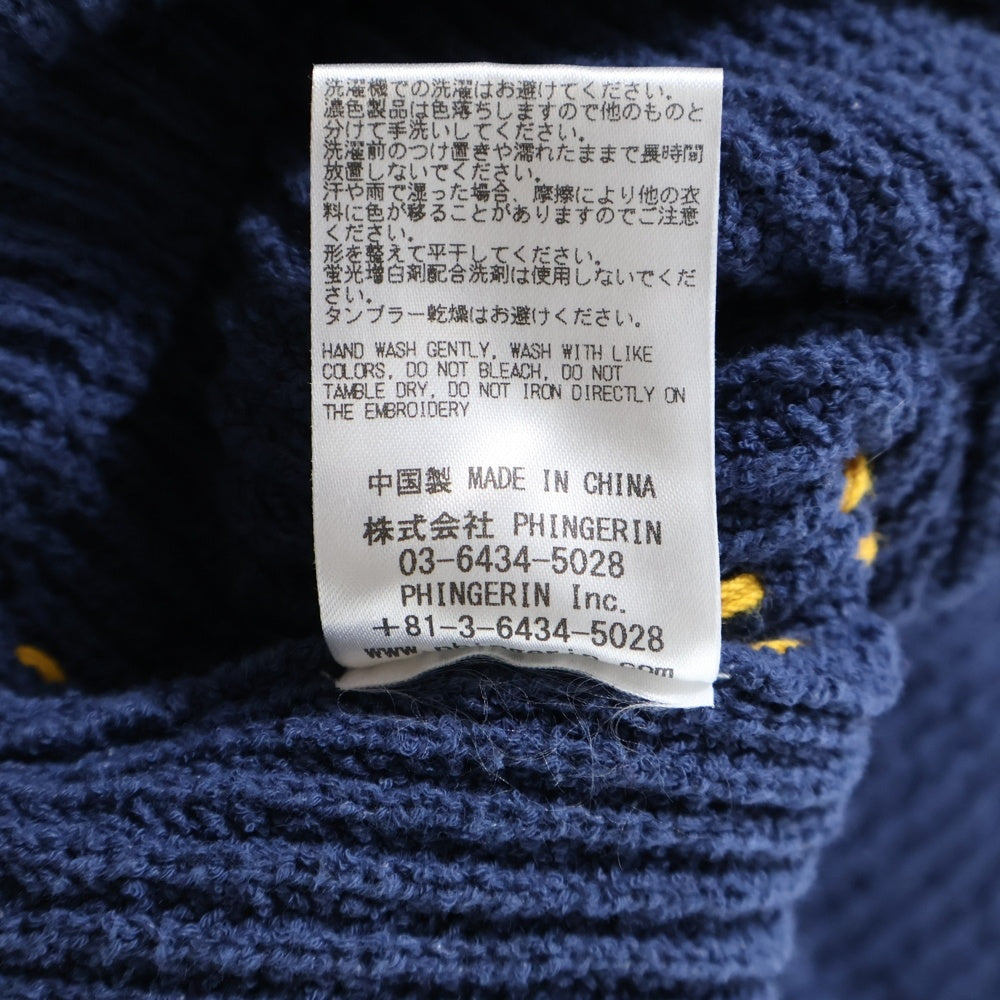 洗濯機での洗濯はお避けてください。
濃色製品は色落ちしますので他のものと
分けて手洗いしてください。
洗濯前のつけ置きや濡れたままで長時間
放置しないでください。
汗や雨で湿った場合、摩擦により他の衣
料に色が移ることがありますのでご注意
ください。
形を整えて平干してください。
蛍光増白剤配合洗剤は使用しないでくだ
さい。
タンブラー乾燥はお避けください。
HAND WASH GENTLY, WASH WITH LIKE
COLORS, DO NOT BLEACH, DO NOT
TAMBLE DRY, DO NOT IRON DIRECTLY ON
THE EMBROIDERY
中国製 MADE IN CHINA
株式会社 PHINGERIN
03-6434-5028
PHINGERIN Inc.
+81-3-6434-5028
www.phingerin.com